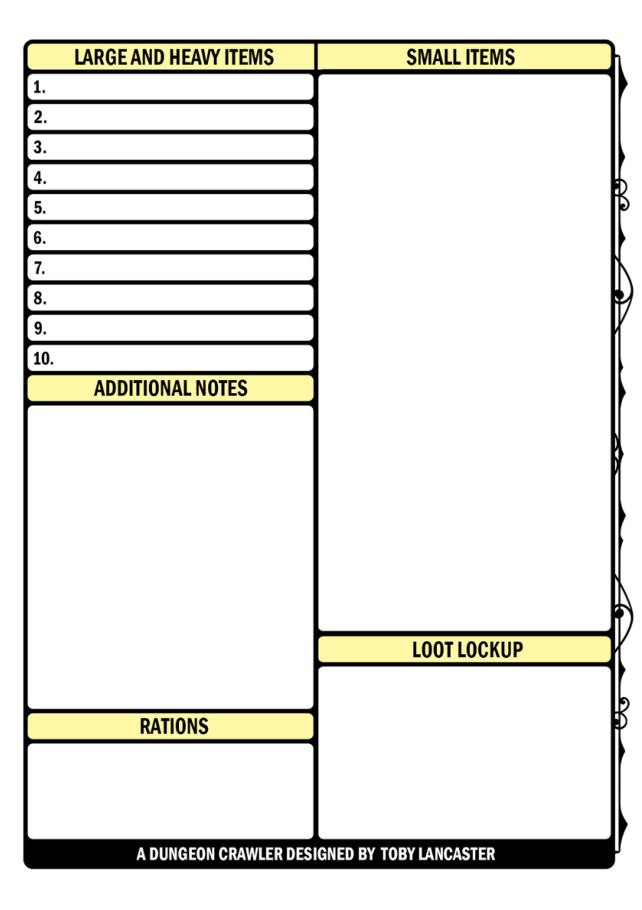 LARGE AND HEAVY ITEMS
1.
2.
3.
4.
5.
6.
7.
8.
9.
10.
ADDITIONAL NOTES
RATIONS
SMALL ITEMS
LOOT LOCKUP
A DUNGEON CRAWLER DESIGNED BY TOBY LANCASTER